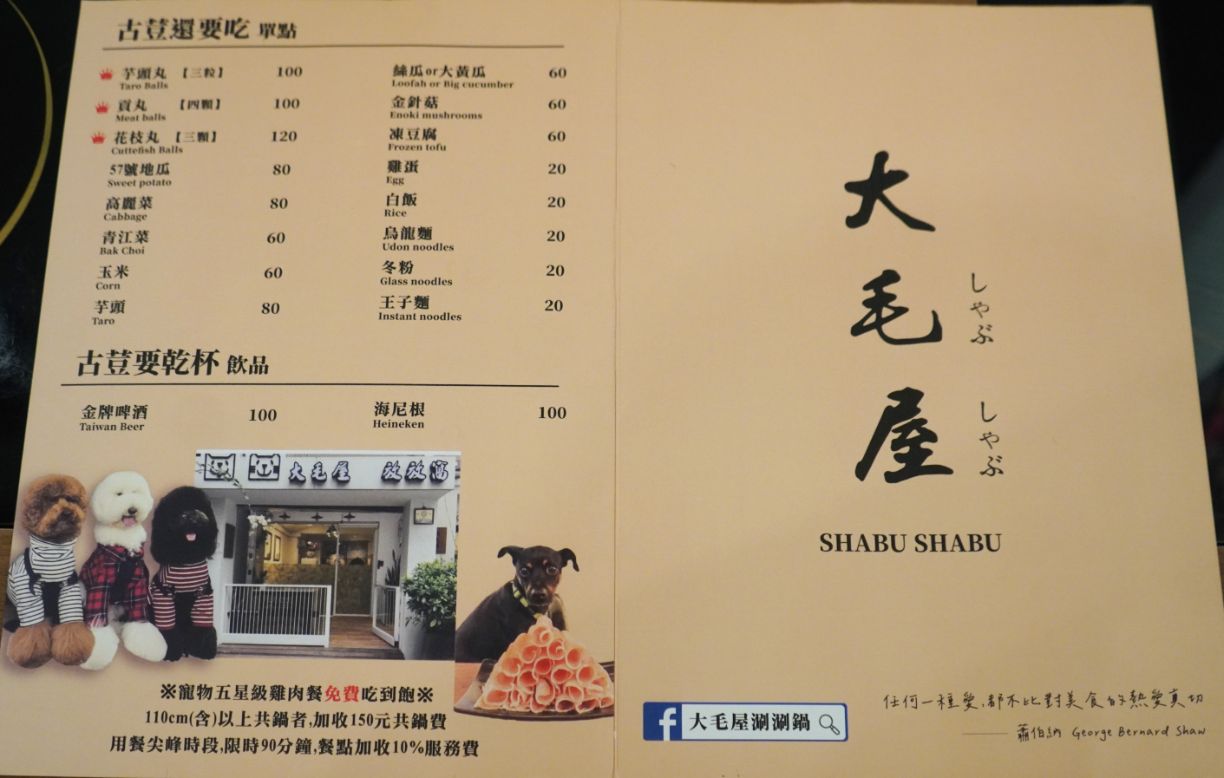 古荳還要吃 單點
芋頭丸 【三粒】 100
Taro Balls
貢丸 【四顆】 100
Meat balls
花枝丸 【三顆】 120
Cuttefish Balls
57號地瓜 80
Sweet potato
高麗菜 80
Cabbage
青江菜 60
Bak Choi
玉米 60
Corn
芋頭 80
Taro
絲瓜or大黃瓜 60
Loofah or Big cucumber
金針菇 60
Enoki mushrooms
凍豆腐 60
Frozen tofu
雞蛋 20
Egg
白飯 20
Rice
烏龍麵 20
Udon noodles
冬粉 20
Glass noodles
王子麵 20
Instant noodles
古荳要乾杯 飲品
金牌啤酒 100
Taiwan Beer
海尼根 100
Heineken
大毛屋 放放窩
※寵物五星級雞肉餐免費吃到飽※
110cm(含)以上共鍋者,加收150元共鍋費
用餐尖峰時段,限時90分鐘,餐點加收10%服務費
大毛屋
しゃぶ
しゃぶ
SHABU SHABU
f 大毛屋涮涮鍋
任何一種愛,都不比對美食的熱愛真切
—— 蕭伯納 George Bernard Shaw